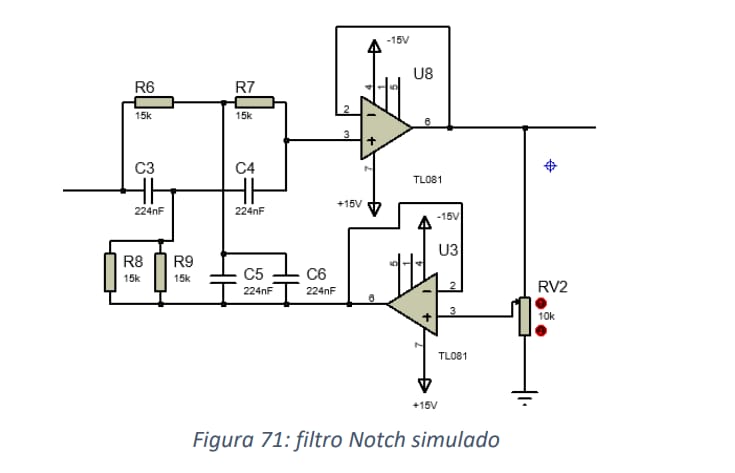 -15V
U8
R6
R7
4
1
5
15k
15k
2
6
3
C3
C4
7
TL081
224nF
224nF
+15V
-15V
U3
R8
R9
5
1
4
C5
C6
15k
15k
2
RV2
224nF
224nF
6
3
10k
7
TL081
+15V
Figura 71: filtro Notch simulado